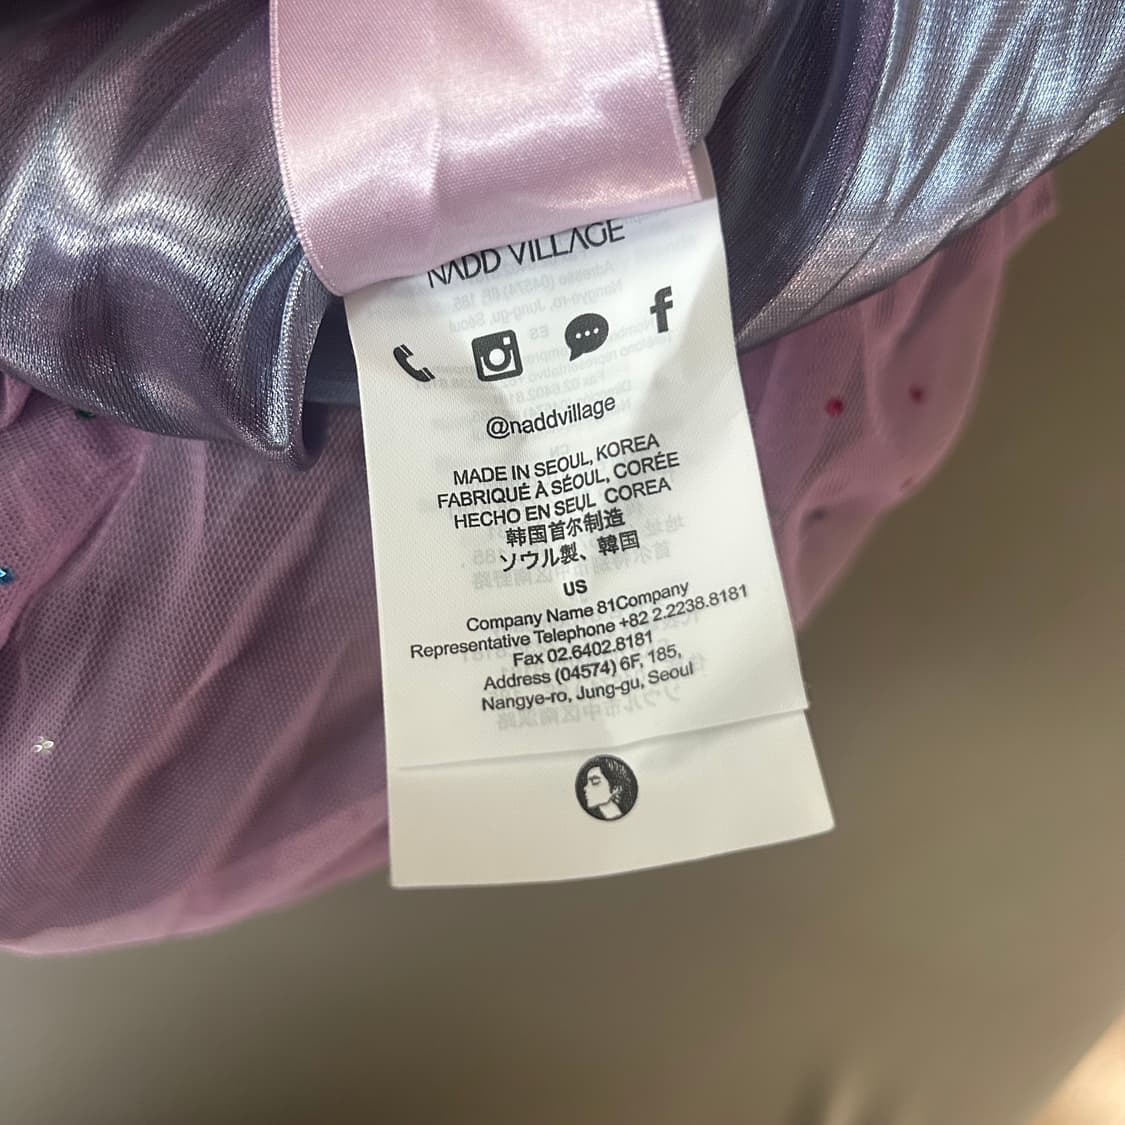 NADD VILLAGE
@naddvillage
MADE IN SEOUL, KOREA
FABRIQUÉ À SÉOUL, CORÉE
HECHO EN SEUL COREA
韩国首尔制造
ソウル製、韓国
US
Company Name 81Company
Representative Telephone +82 2.2238.8181
Fax 02.6402.8181
Address (04574) 6F, 185,
Nangye-ro, Jung-gu, Seoul